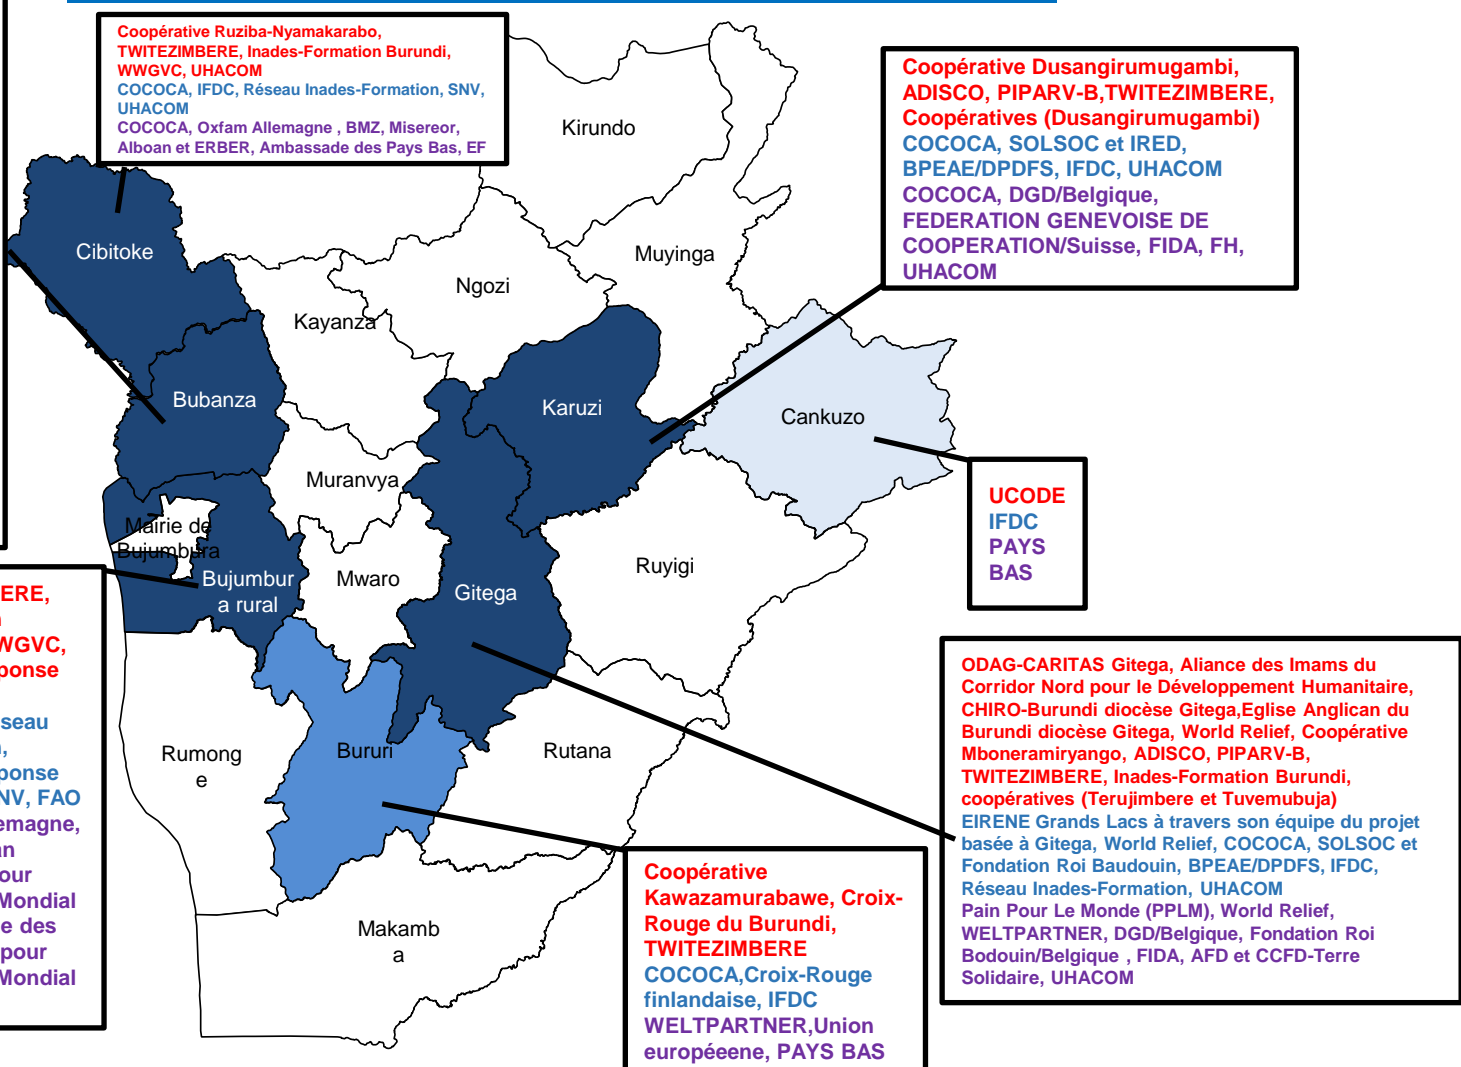 Coopérative Ruziba-Nyamakarabo,
TWITEZIMBERE, Inades-Formation Burundi,
WWGVC, UHACOM
COCOCA, IFDC, Réseau Inades-Formation, SNV,
UHACOM
COCOCA, Oxfam Allemagne , BMZ, Misereor,
Alboan et ERBER, Ambassade des Pays Bas, EF
Coopérative Dusangirumugambi,
ADISCO, PIPARV-B,TWITEZIMBERE,
Coopératives (Dusangirumugambi)
COCOCA, SOLSOC et IRED,
BPEAE/DPDFS, IFDC, UHACOM
COCOCA, DGD/Belgique,
FEDERATION GENEVOISE DE
COOPERATION/Suisse, FIDA, FH,
UHACOM
Kirundo
Cibitoke
Muyinga
Ngozi
Kayanza
Bubanza
Karuzi
Cankuzo
Muranvya
Mairie de
Bujumbura
Bujumbur
a rural
Mwaro
Gitega
Ruyigi
UCODE
IFDC
PAYS
BAS
ERE,
WGVC,
ponse
seau
ponse
NV, FAO
emagne,
an
our
Mondial
e des
pour
Mondial
Rumong
e
Bururi
Rutana
Makamb
a
ODAG-CARITAS Gitega, Aliance des Imams du
Corridor Nord pour le Développement Humanitaire,
CHIRO-Burundi diocèse Gitega,Eglise Anglican du
Burundi diocèse Gitega, World Relief, Coopérative
Mboneramiryango, ADISCO, PIPARV-B,
TWITEZIMBERE, Inades-Formation Burundi,
coopératives (Terujimbere et Tuvemubuja)
EIRENE Grands Lacs à travers son équipe du projet
basée à Gitega, World Relief, COCOCA, SOLSOC et
Fondation Roi Baudouin, BPEAE/DPDFS, IFDC,
Réseau Inades-Formation, UHACOM
Pain Pour Le Monde (PPLM), World Relief,
WELTPARTNER, DGD/Belgique, Fondation Roi
Bodouin/Belgique , FIDA, AFD et CCFD-Terre
Solidaire, UHACOM
Coopérative
Kawazamurabawe, Croix-
Rouge du Burundi,
TWITEZIMBERE
COCOCA,Croix-Rouge
finlandaise, IFDC
WELTPARTNER,Union
européeene, PAYS BAS